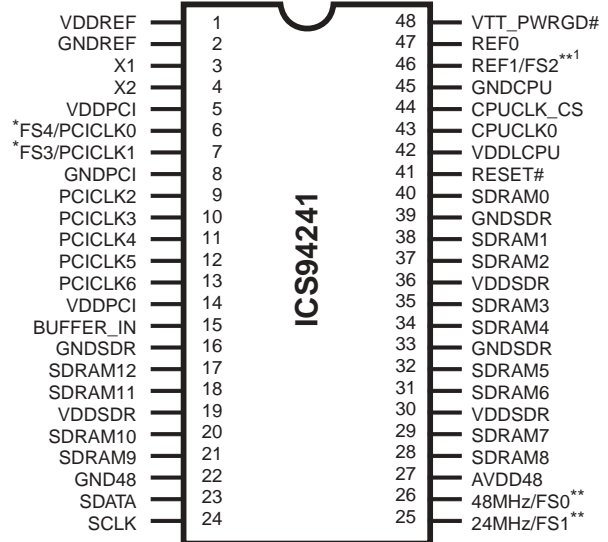 VDDREF 1 48 VTT_PWRGD#
GNDREF 2 47 REF0
X1 3 46 REF1/FS2**1
X2 4 45 GNDCPU
VDDPCI 5 44 CPUCLK_CS
*FS4/PCICLK0 6 43 CPUCLK0
*FS3/PCICLK1 7 42 VDDLCPU
GNDPCI 8 41 RESET#
PCICLK2 9 40 SDRAM0
PCICLK3 10 39 GNDSDR
PCICLK4 11 38 SDRAM1
PCICLK5 12 37 SDRAM2
PCICLK6 13 36 VDDSDR
VDDPCI 14 35 SDRAM3
BUFFER_IN 15 34 SDRAM4
GNDSDR 16 33 GNDSDR
SDRAM12 17 32 SDRAM5
SDRAM11 18 31 SDRAM6
VDDSDR 19 30 VDDSDR
SDRAM10 20 29 SDRAM7
SDRAM9 21 28 SDRAM8
GND48 22 27 AVDD48
SDATA 23 26 48MHz/FS0**
SCLK 24 25 24MHz/FS1**
ICS94241